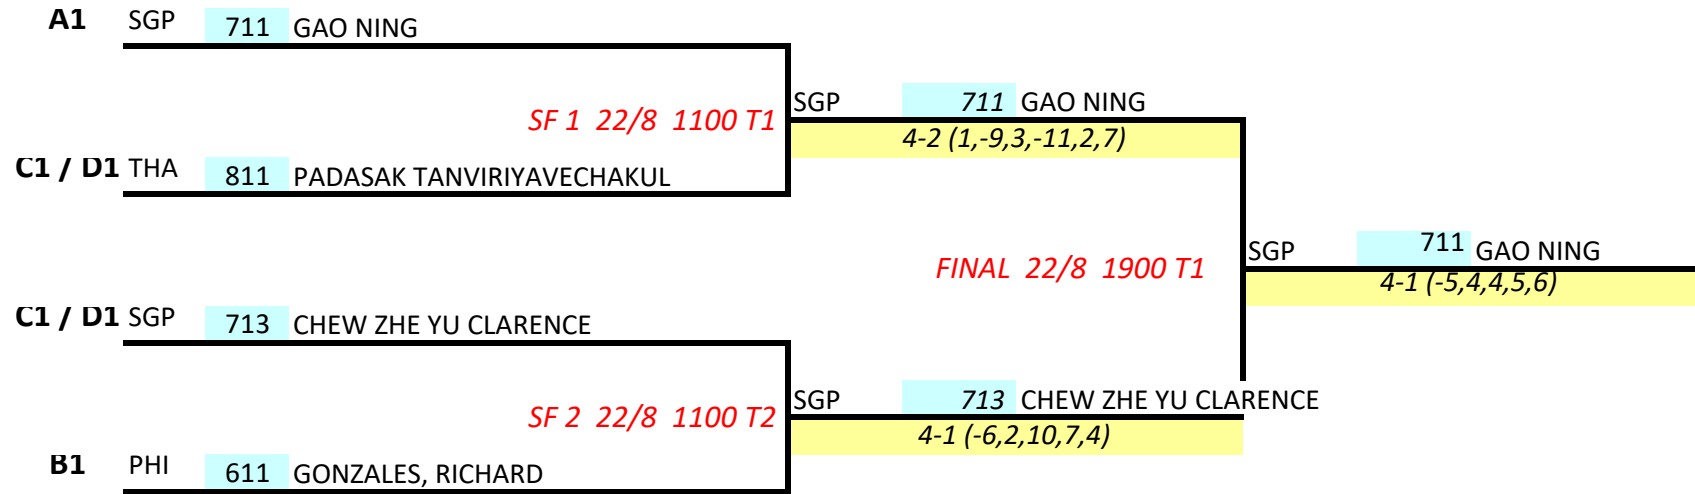 A1 SGP 711 GAO NING
SGP 711 GAO NING
SF 1 22/8 1100 T1
4-2 (1,-9,3,-11,2,7)
C1 / D1 THA 811 PADASAK TANVIRIYAVECHAKUL
SGP 711 GAO NING
FINAL 22/8 1900 T1
4-1 (-5,4,4,5,6)
C1 / D1 SGP 713 CHEW ZHE YU CLARENCE
SGP 713 CHEW ZHE YU CLARENCE
SF 2 22/8 1100 T2
4-1 (-6,2,10,7,4)
B1 PHI 611 GONZALES, RICHARD